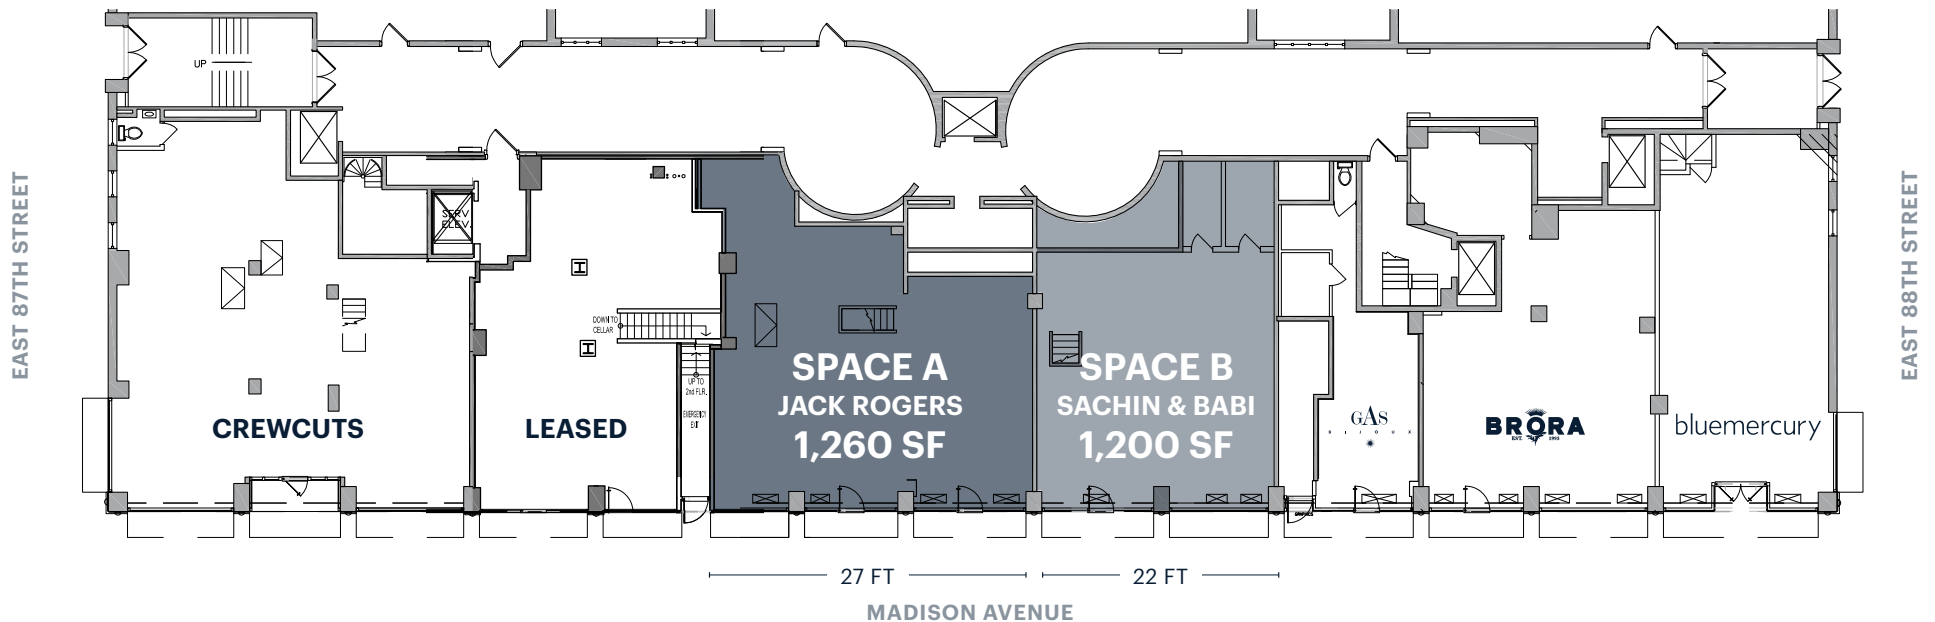 UP
EAST 87TH STREET
SERV.
ELEV.
DOWN TO
CELLAR
UP TO
2nd FLR.
EMERGENCY
EXIT
CREWCUTS
LEASED
SPACE A
JACK ROGERS
1,260 SF
SPACE B
SACHIN & BABI
1,200 SF
GAS
BIJOUX
BRORA
EST. 1993
bluemercury
EAST 88TH STREET
27 FT
22 FT
MADISON AVENUE